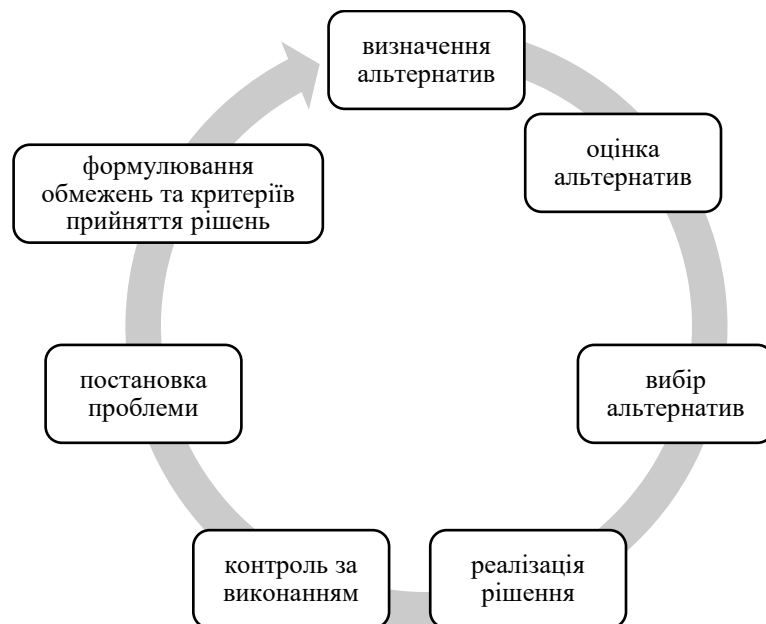 визначення
альтернатив
оцінка
альтернатив
вибір
альтернатив
реалізація
рішення
контроль за
виконанням
постановка
проблеми
формулювання
обмежень та критеріїв
прийняття рішень